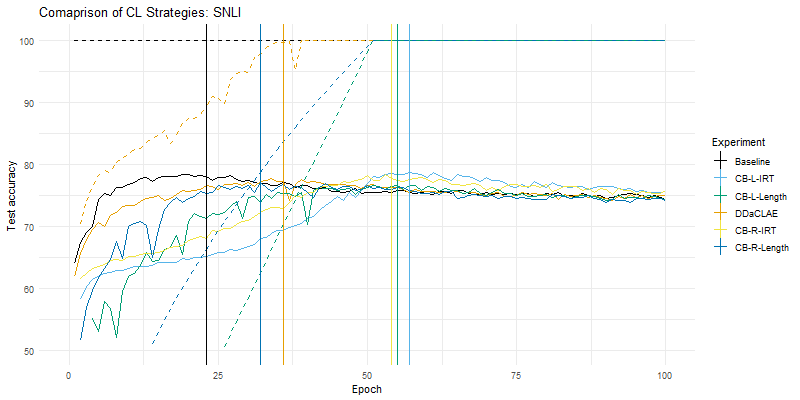 Comaprison of CL Strategies: SNLI
100
90
80
70
60
50
Test accuracy
0
25
50
75
100
Epoch
Experiment
Baseline
CB-L-IRT
CB-L-Length
DDaCLAE
CB-R-IRT
CB-R-Length